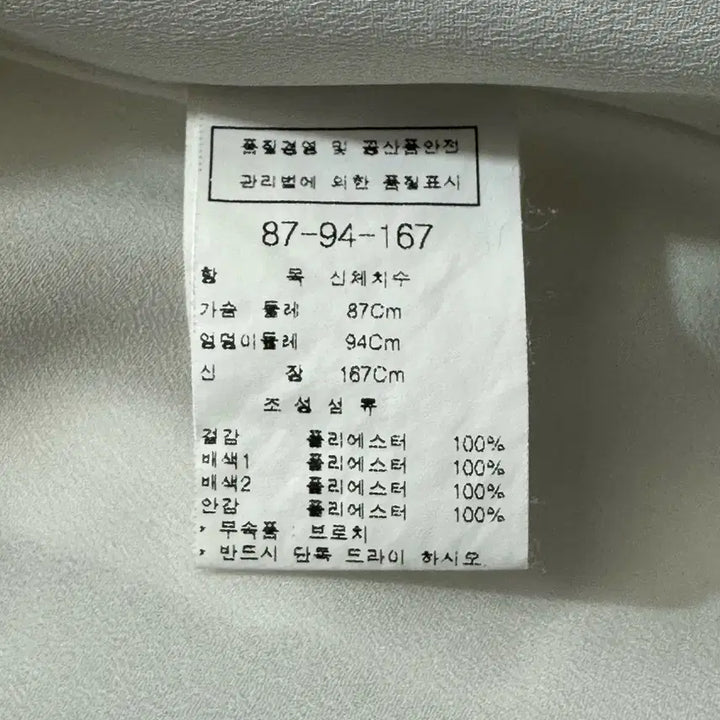 품질경영 및 공산품안전
관리법에 의한 품질표시
87-94-167
항 목 신체치수
가슴 둘레 87Cm
엉덩이둘레 94Cm
신 장 167Cm
조성섬유
겉감 폴리에스터 100%
배색1 폴리에스터 100%
배색2 폴리에스터 100%
안감 폴리에스터 100%
* 부속품 : 브로치
* 반드시 단독 드라이 하시오